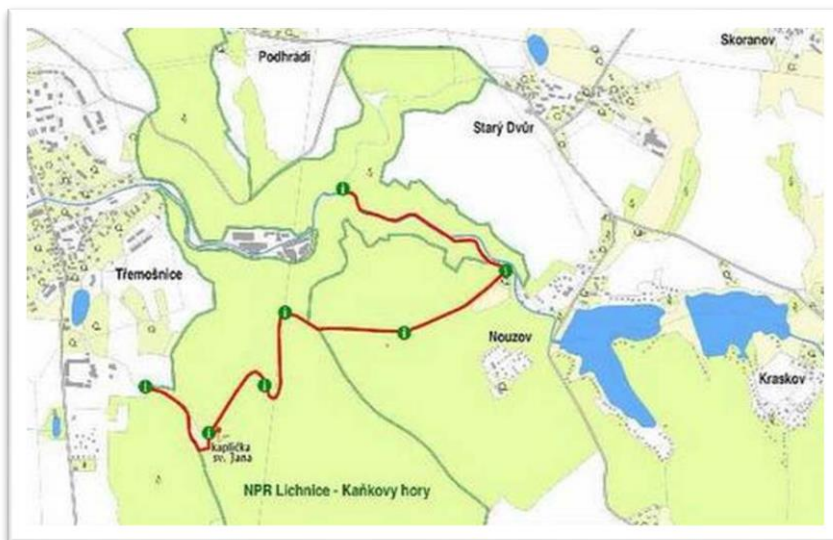 Skoranov
Podhradí
Starý Dvůr
Třemošnice
Nouzov
Kraskov
kaplička
sv. Jana
NPR Lichnice - Kaňkovy hory